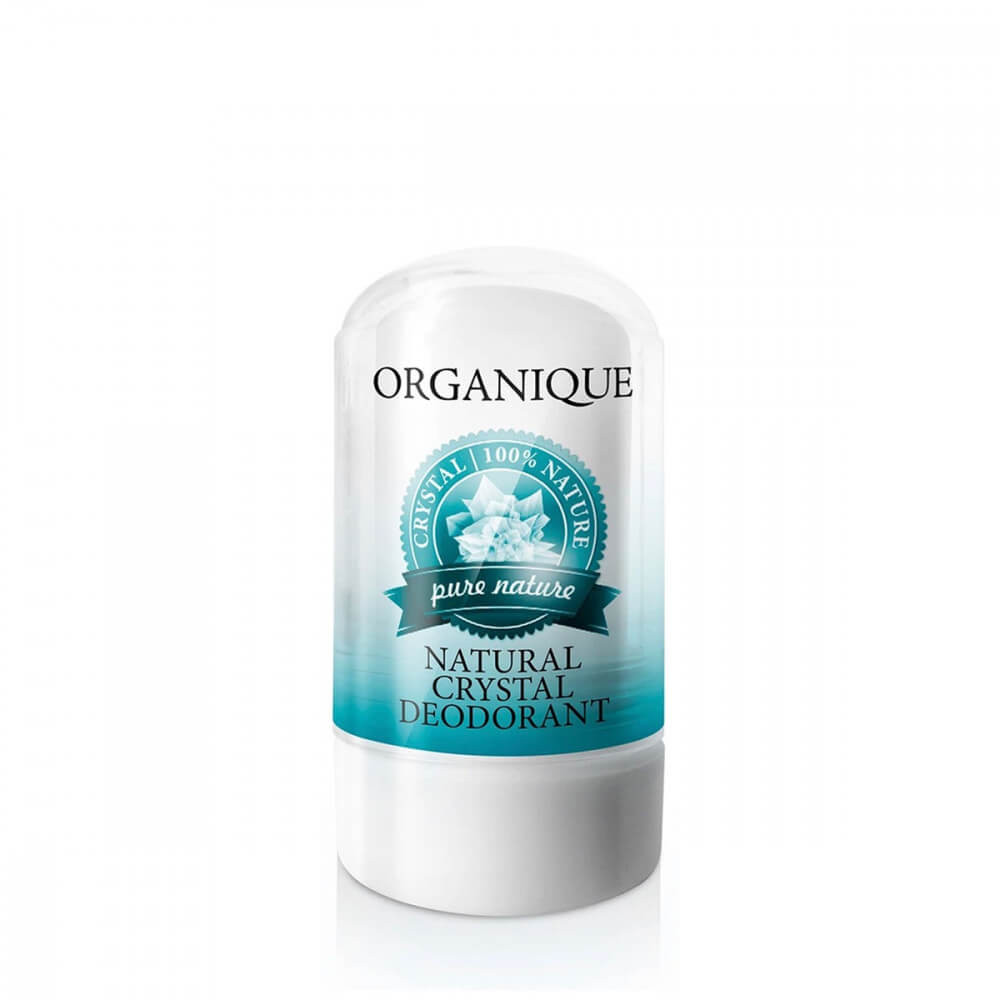 ORGANIQUE
CRYSTAL | 100% NATURE
pure nature
NATURAL
CRYSTAL
DEODORANT